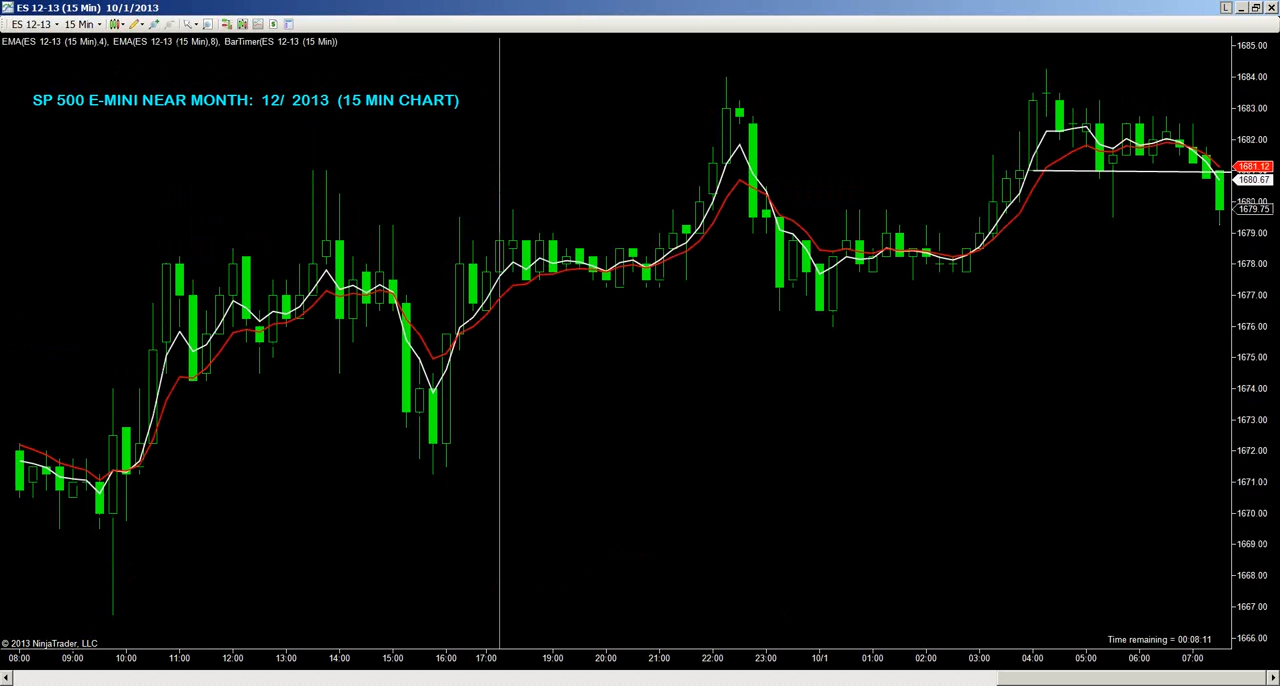 ES 12-13 (15 Min) 10/1/2013
L
ES 12-13 15 Min
EMA(ES 12-13 (15 Min),4), EMA(ES 12-13 (15 Min),8), BarTimer(ES 12-13 (15 Min))
SP 500 E-MINI NEAR MONTH: 12/ 2013 (15 MIN CHART)
1685.00
1684.00
1683.00
1682.00
1681.12
1680.67
1680.00
1679.75
1679.00
1678.00
1677.00
1676.00
1675.00
1674.00
1673.00
1672.00
1671.00
1670.00
1669.00
1668.00
1667.00
1666.00
Time remaining = 00:08:11
© 2013 NinjaTrader, LLC
08:00 09:00 10:00 11:00 12:00 13:00 14:00 15:00 16:00 17:00 19:00 20:00 21:00 22:00 23:00 10/1 01:00 02:00 03:00 04:00 05:00 06:00 07:00